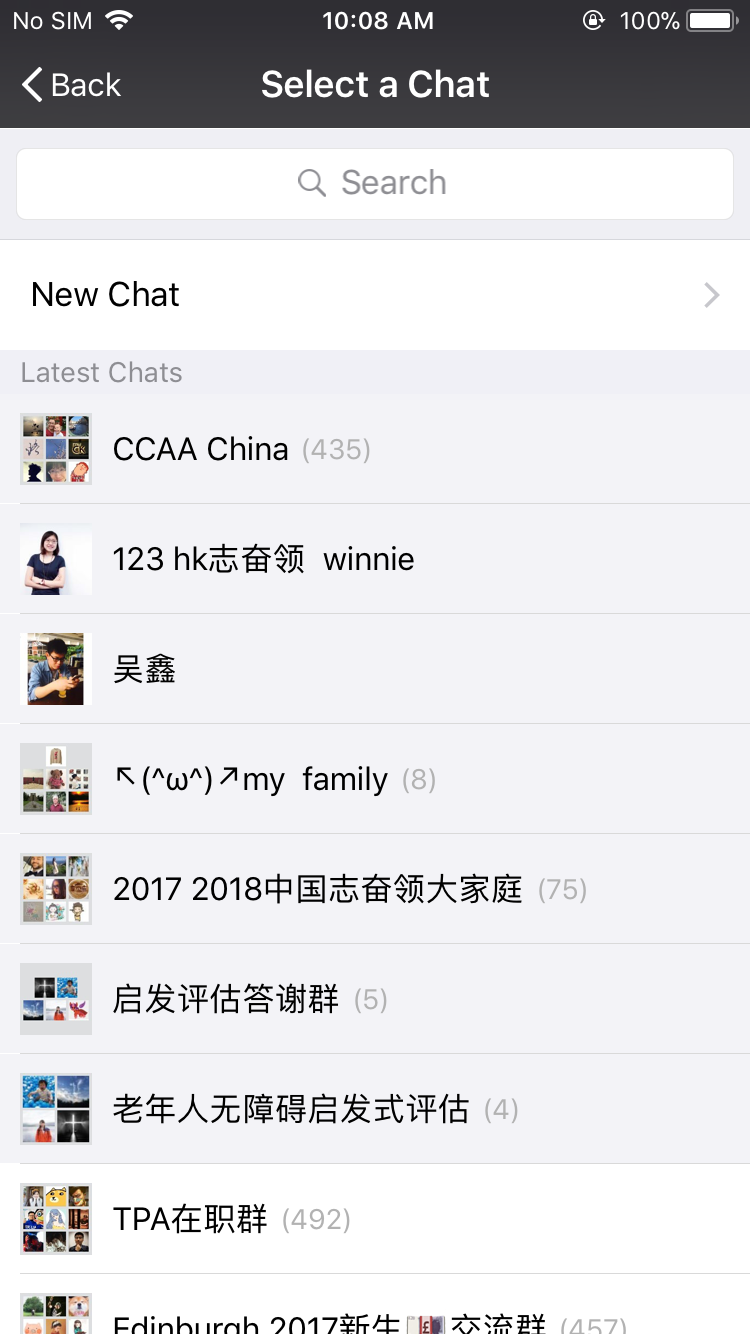 No SIM 10:08 AM 100%
Back Select a Chat
Search
New Chat
Latest Chats
CCAA China (435)
123 hk志奋领 winnie
吴鑫
↖(^ω^)↗my family (8)
2017 2018中国志奋领大家庭 (75)
启发评估答谢群 (5)
老年人无障碍启发式评估 (4)
TPA在职群 (492)
Edinburgh 2017新生💷交流群 (457)